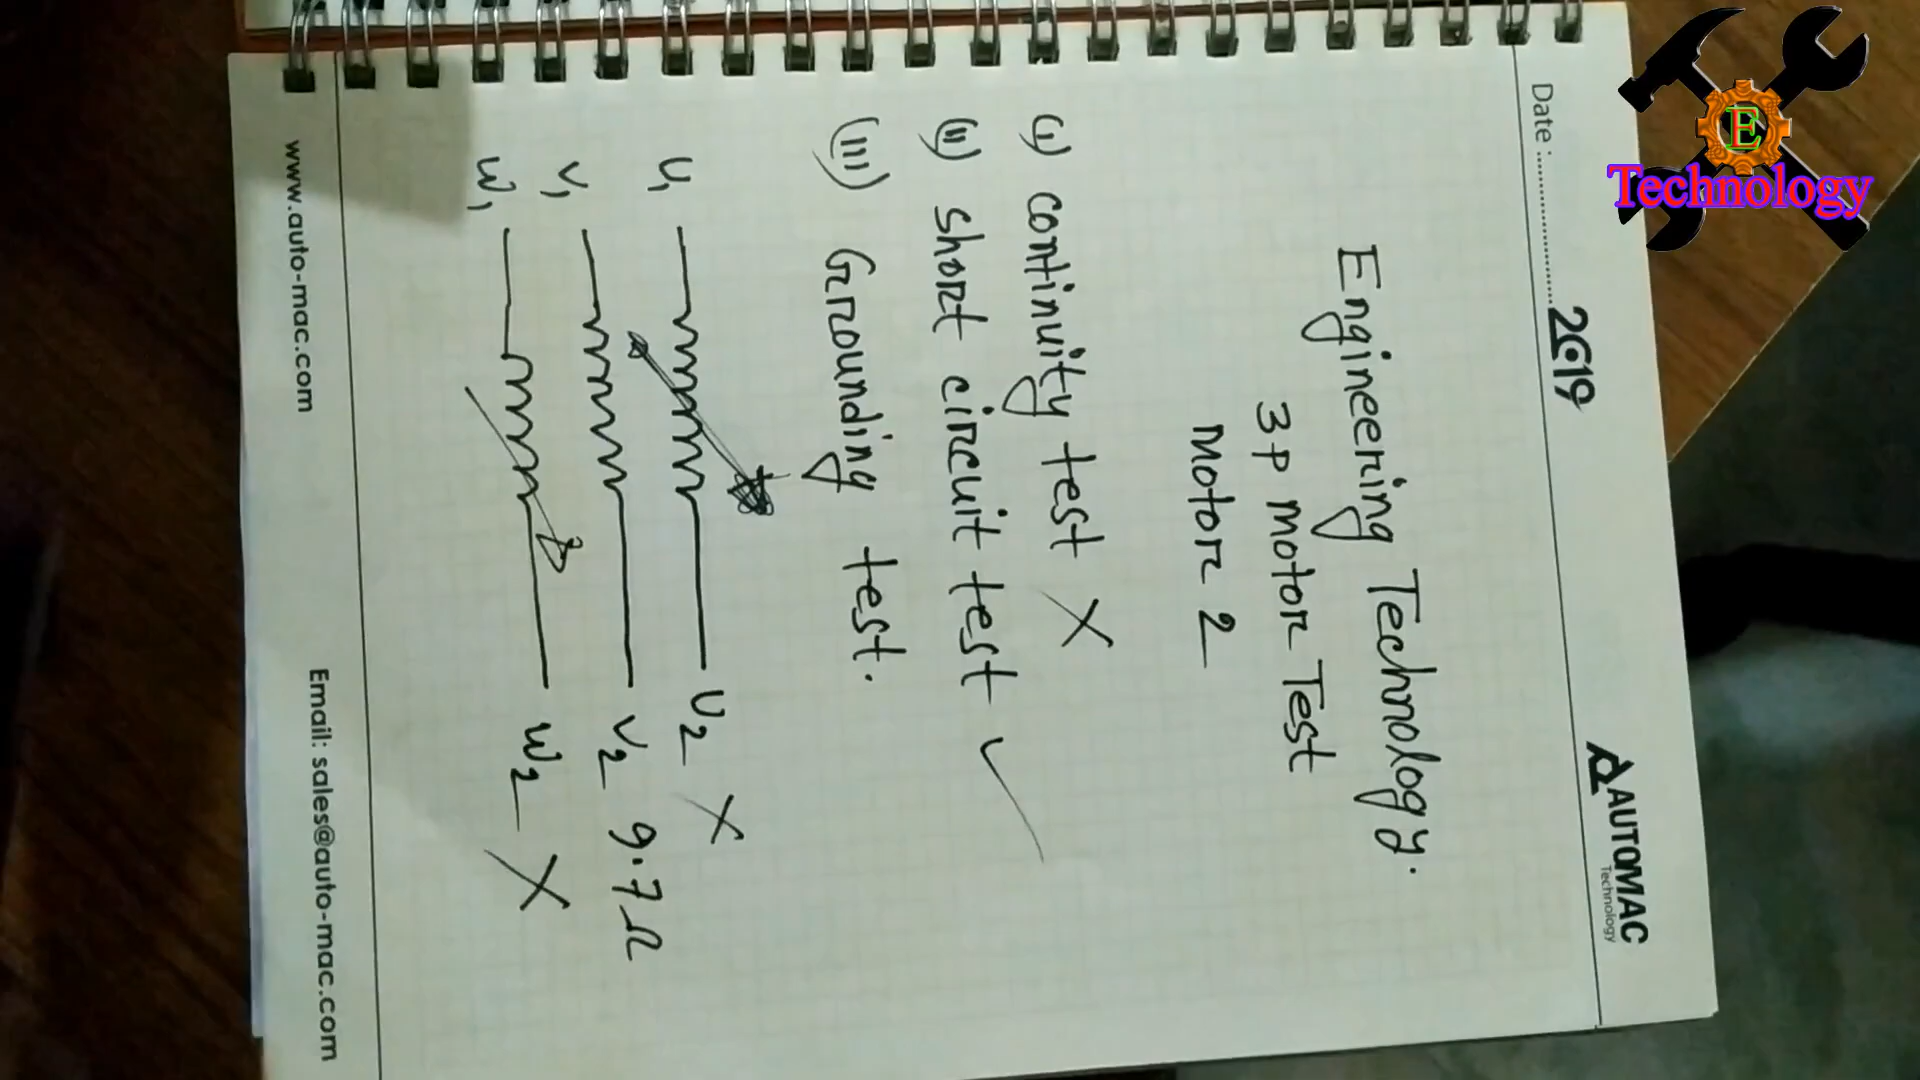 E
Technology
Date :
2019
AUTOMAC
Technology
Engineering Technology.
3P motor Test
motor 2
(i) continuity test X
(ii) short circuit test ✓
(iii) Grounding test.
U1 U2 X
V1 V2 9.7Ω
W1 W2 X
www.auto-mac.com
Email: sales@auto-mac.com